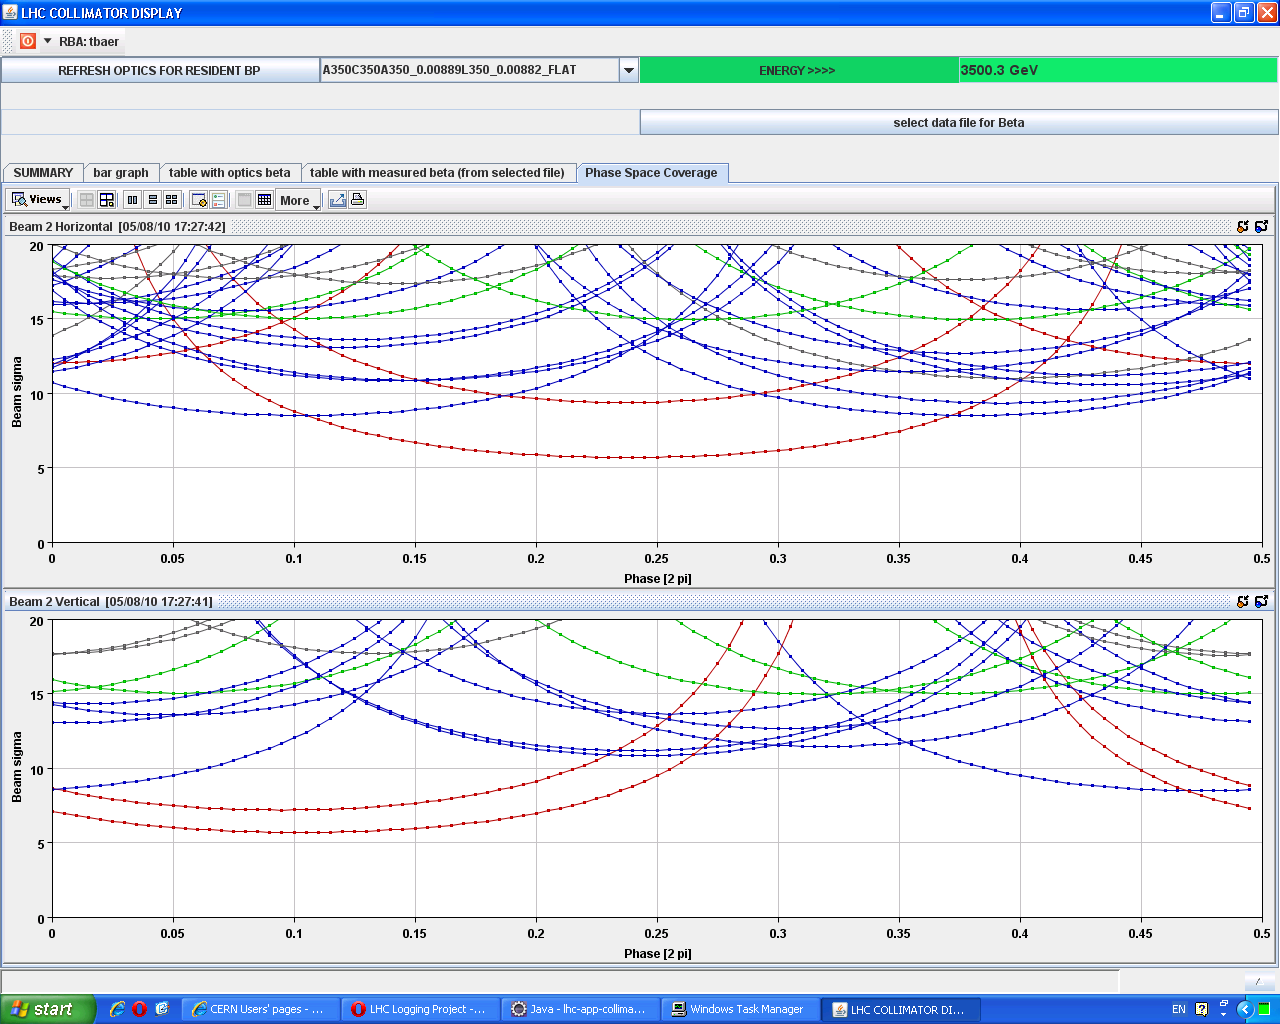 LHC COLLIMATOR DISPLAY
RBA: tbaer
REFRESH OPTICS FOR RESIDENT BP A350C350A350_0.00889L350_0.00882_FLAT ENERGY >>>> 3500.3 GeV
select data file for Beta
SUMMARY bar graph table with optics beta table with measured beta (from selected file) Phase Space Coverage
Views More
Beam 2 Horizontal [05/08/10 17:27:42]
20
15
10
5
0
Beam sigma
0 0.05 0.1 0.15 0.2 0.25 0.3 0.35 0.4 0.45 0.5
Phase [2 pi]
Beam 2 Vertical [05/08/10 17:27:41]
20
15
10
5
0
Beam sigma
0 0.05 0.1 0.15 0.2 0.25 0.3 0.35 0.4 0.45 0.5
Phase [2 pi]
start CERN Users' pages - ... LHC Logging Project -... Java - lhc-app-collima... Windows Task Manager LHC COLLIMATOR DI... EN